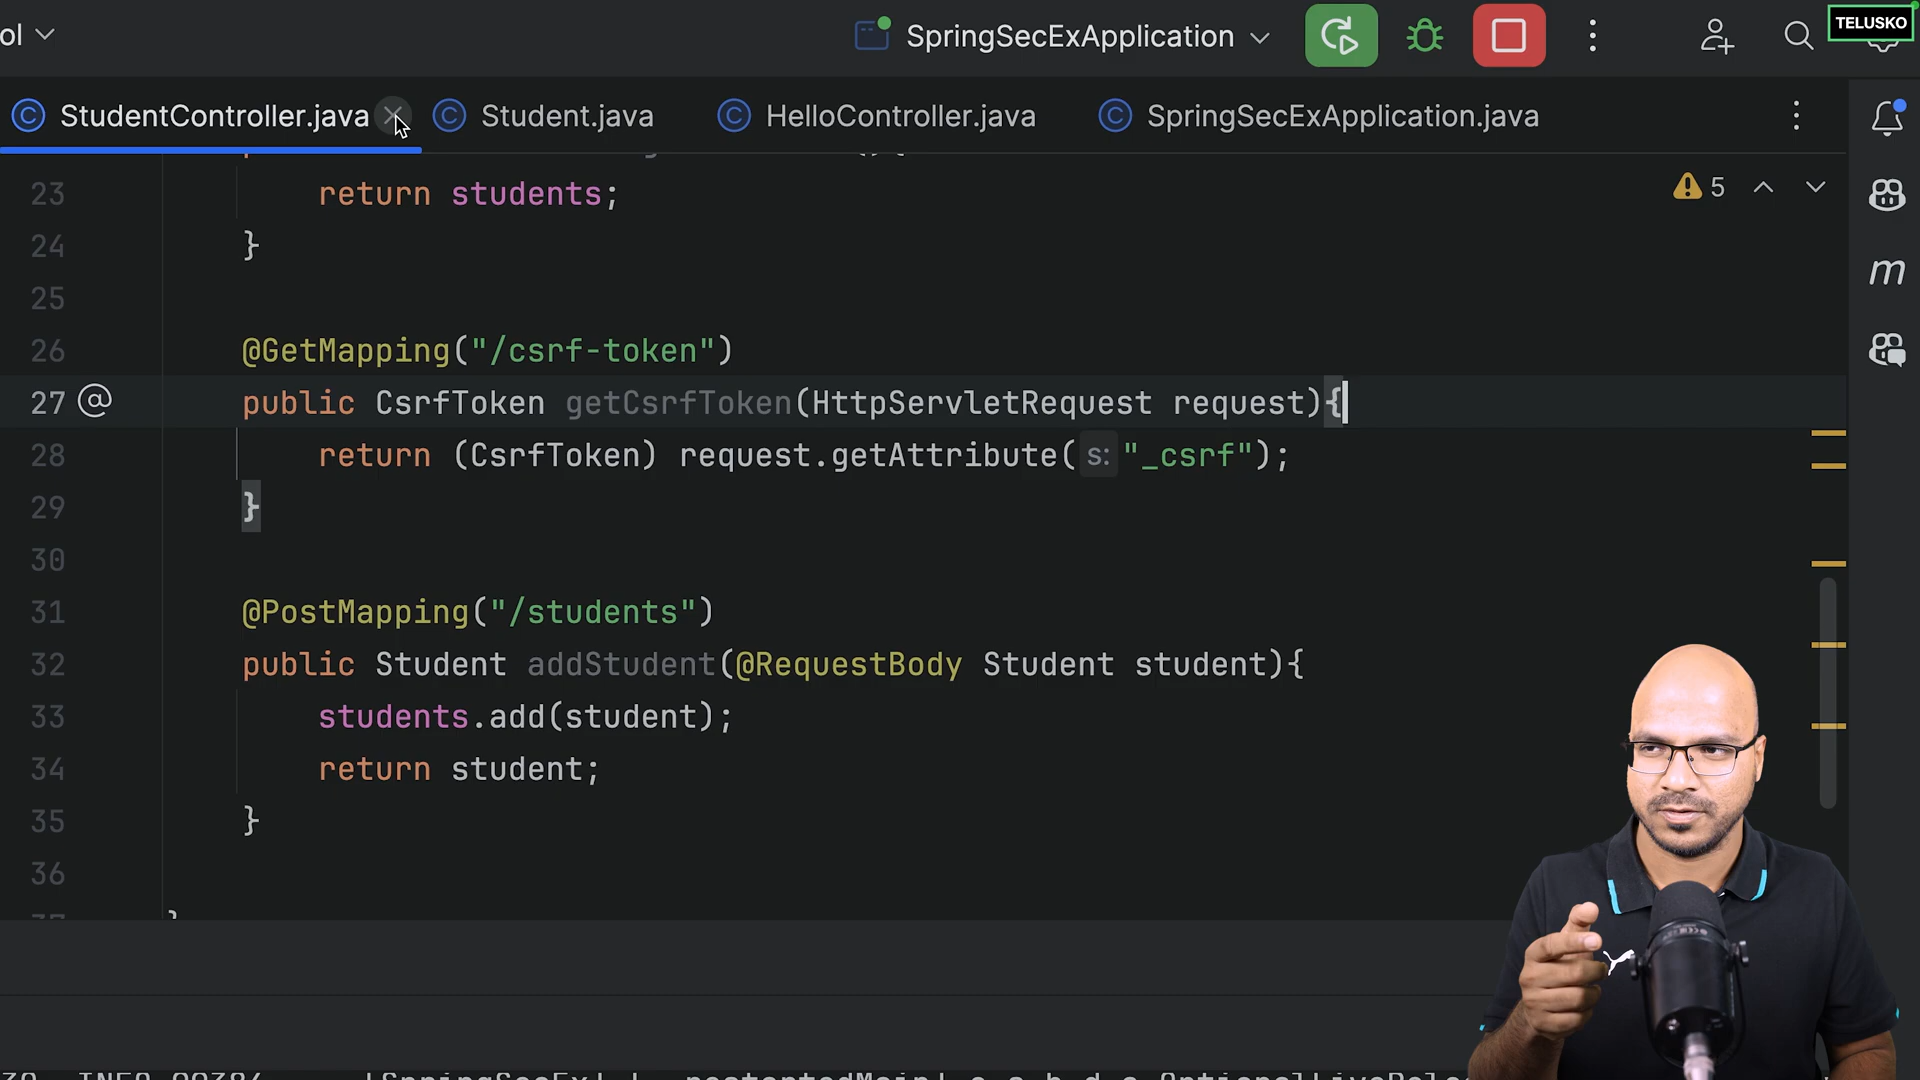 ol SpringSecExApplication TELUSKO
StudentController.java Student.java HelloController.java SpringSecExApplication.java
23 return students; 5
24 }
25
26 @GetMapping("/csrf-token")
27 public CsrfToken getCsrfToken(HttpServletRequest request){
28 return (CsrfToken) request.getAttribute( s: "_csrf");
29 }
30
31 @PostMapping("/students")
32 public Student addStudent(@RequestBody Student student){
33 students.add(student);
34 return student;
35 }
36